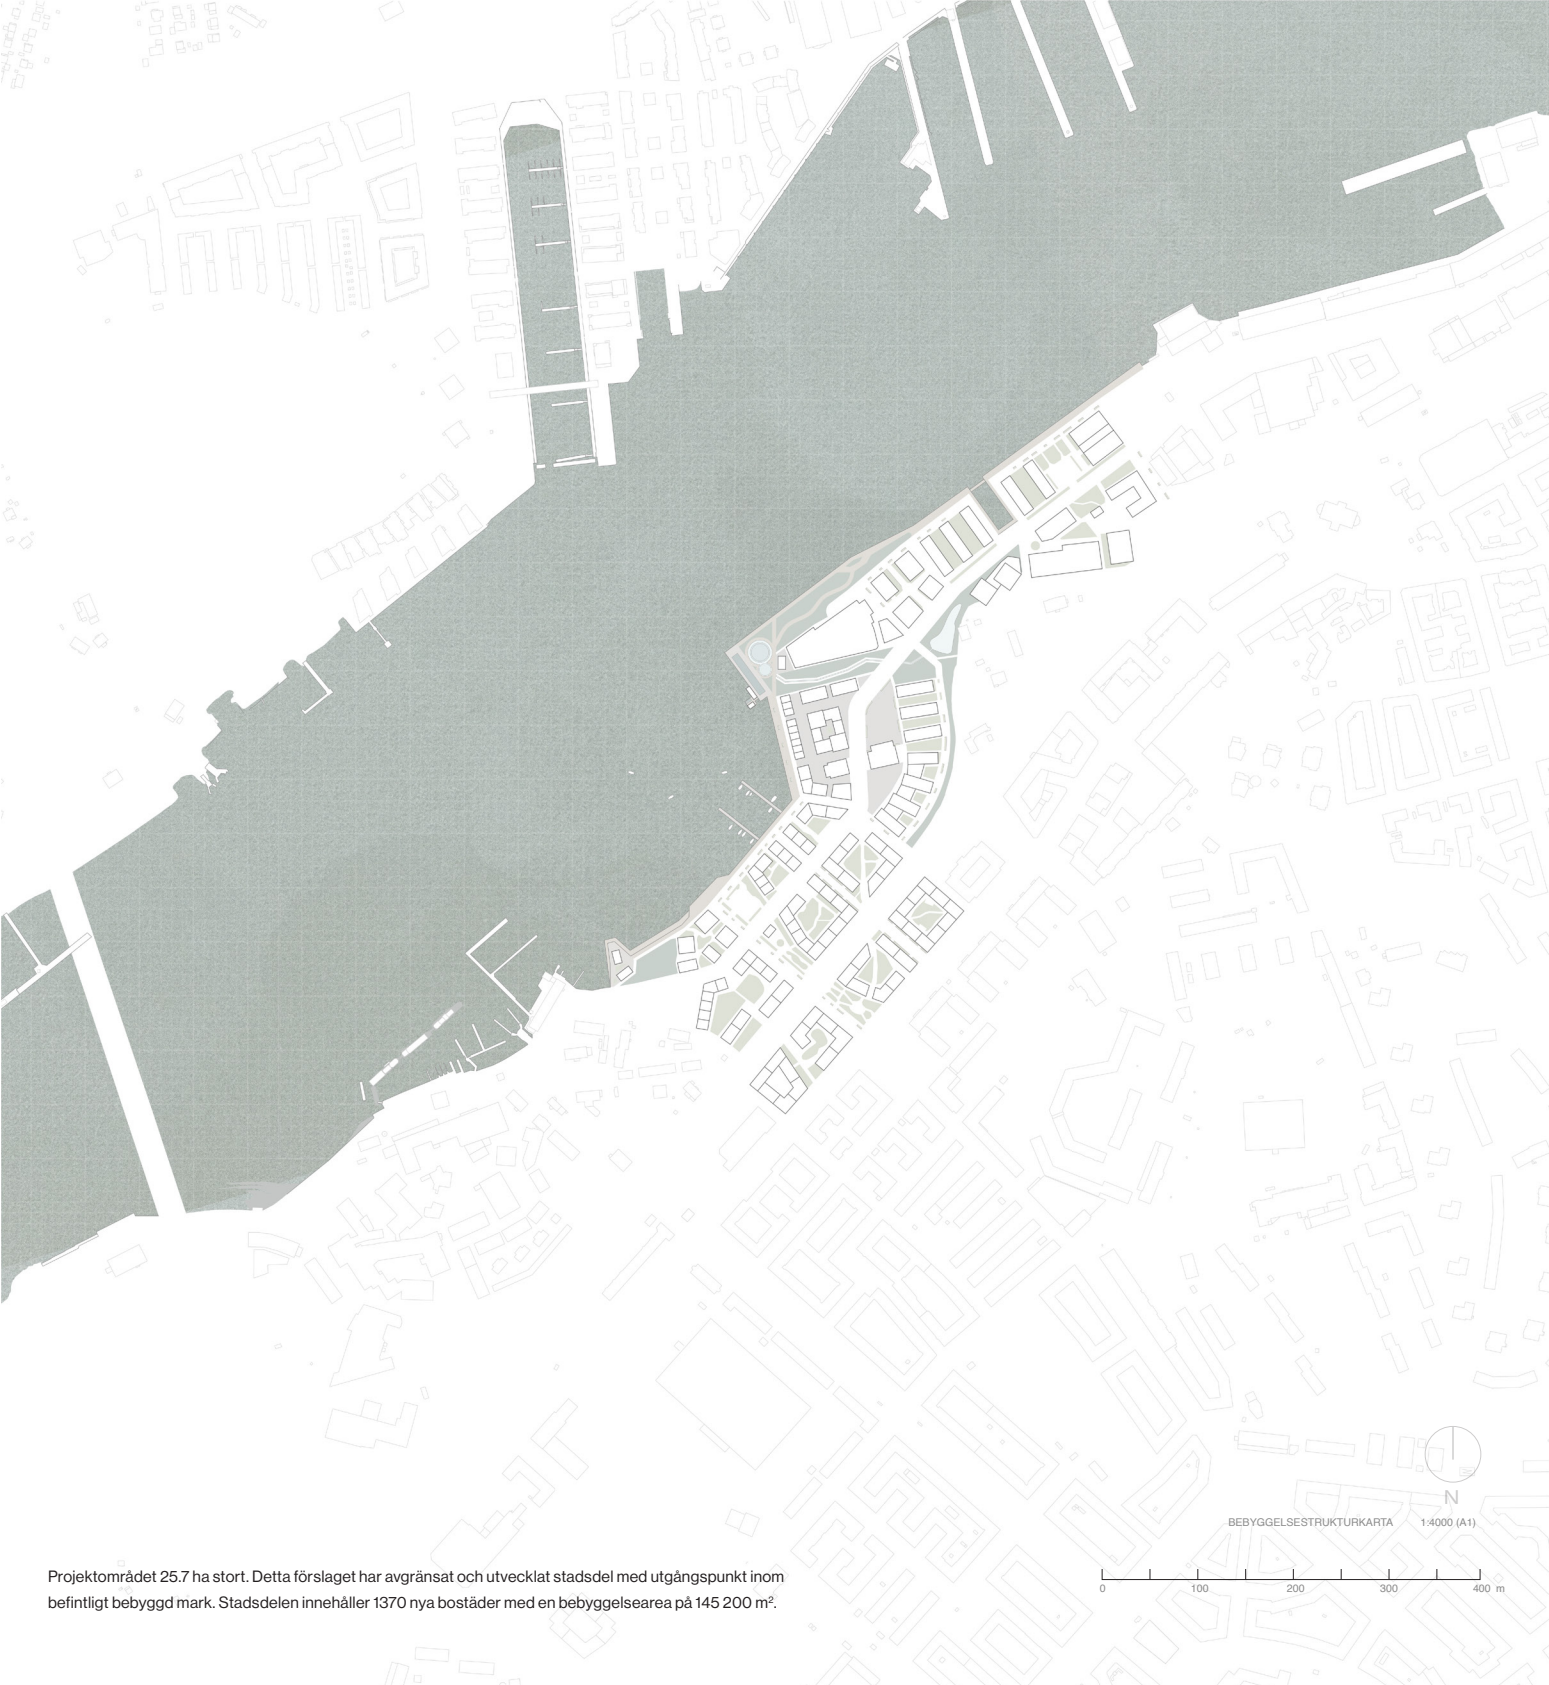 N
BEBYGGELSESTRUKTURKARTA 1:4000 (A1)
Projektområdet 25.7 ha stort. Detta förslaget har avgränsat och utvecklat stadsdel med utgångspunkt inom
befintligt bebyggd mark. Stadsdelen innehåller 1370 nya bostäder med en bebyggelsearea på 145 200 m².
0 100 200 300 400 m